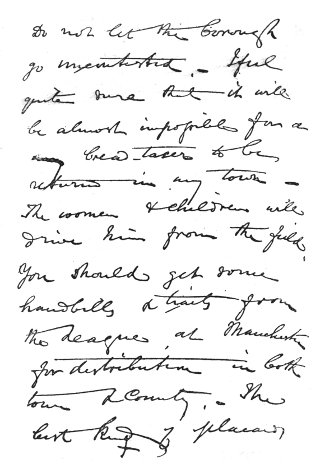 Do not let the borough
go uncontested. – I feel
quite sure that it will
be almost impossible for a
bread-taxer to be
returned in any town –
The women & children will
drive him from the field.
You should get some
handbills & tracts from
the League, at Manchester
for distribution in both
town & County. – The
best kind of placard